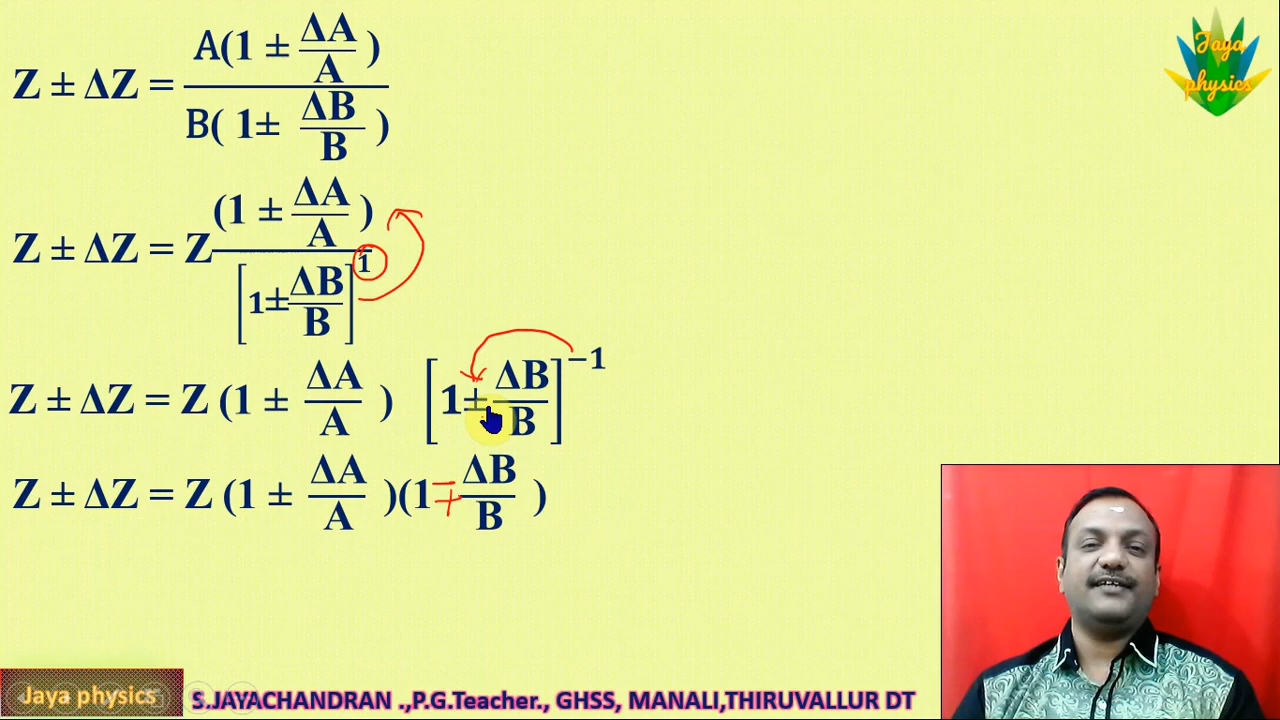 Jaya
physics
Z ± ΔZ = A(1 ± ΔA/A ) / B( 1± ΔB/B )
Z ± ΔZ = Z (1 ± ΔA/A ) / [1± ΔB/B]^1
Z ± ΔZ = Z (1 ± ΔA/A ) [1± ΔB/B]^−1
Z ± ΔZ = Z (1 ± ΔA/A )(1 ∓ ΔB/B )
Jaya physics
S.JAYACHANDRAN .,P.G.Teacher., GHSS, MANALI,THIRUVALLUR DT